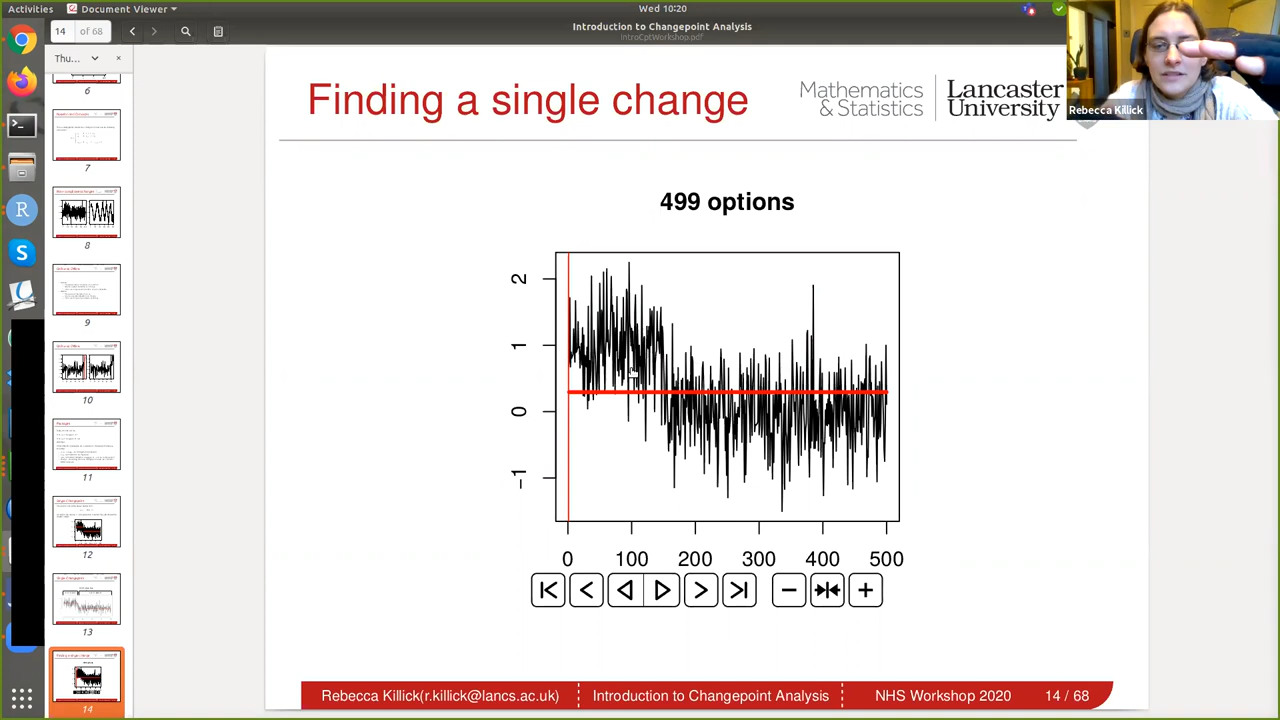 Activities
Document Viewer
Wed 10:20
14 of 68
Introduction to Changepoint Analysis
IntroCptWorkshop.pdf
Thu...
6
7
8
9
10
11
12
13
14
Finding a single change
Mathematics & Statistics
Lancaster University
Rebecca Killick
499 options
2
1
0
−1
0 100 200 300 400 500
Rebecca Killick(r.killick@lancs.ac.uk)
Introduction to Changepoint Analysis
NHS Workshop 2020
14 / 68